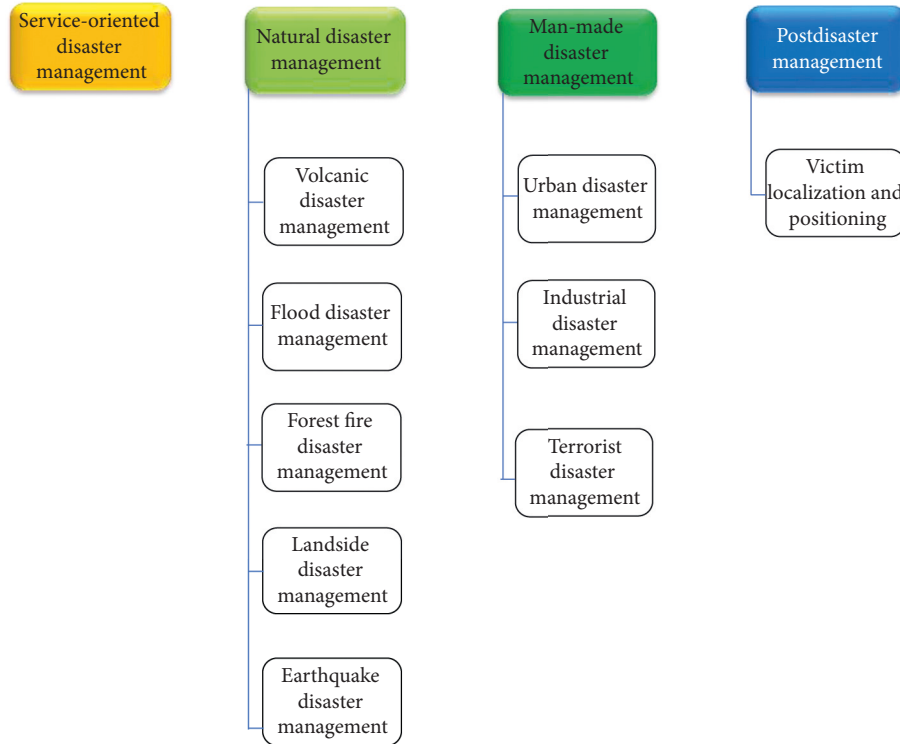 Service-oriented
disaster
management
Natural disaster
management
Volcanic
disaster
management
Flood disaster
management
Forest fire
disaster
management
Landside
disaster
management
Earthquake
disaster
management
Man-made
disaster
management
Urban disaster
management
Industrial
disaster
management
Terrorist
disaster
management
Postdisaster
management
Victim
localization and
positioning